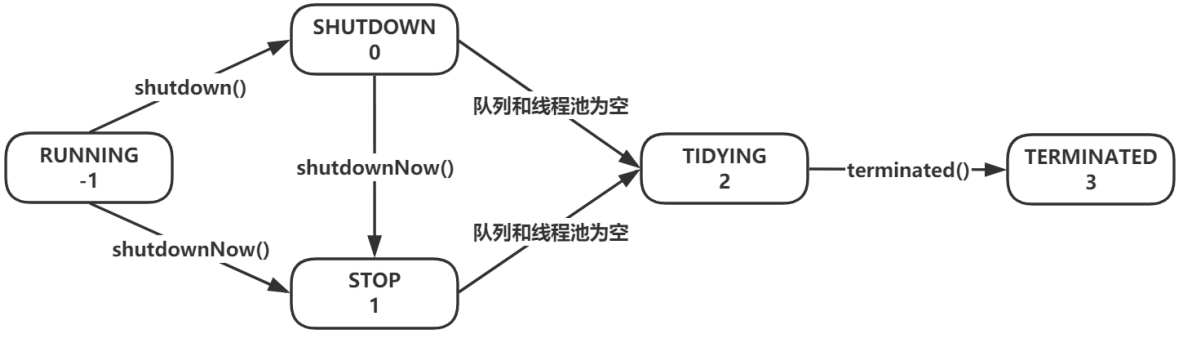 SHUTDOWN
0
shutdown()
队列和线程池为空
RUNNING
-1
shutdownNow()
TIDYING
2
terminated()
TERMINATED
3
shutdownNow()
队列和线程池为空
STOP
1